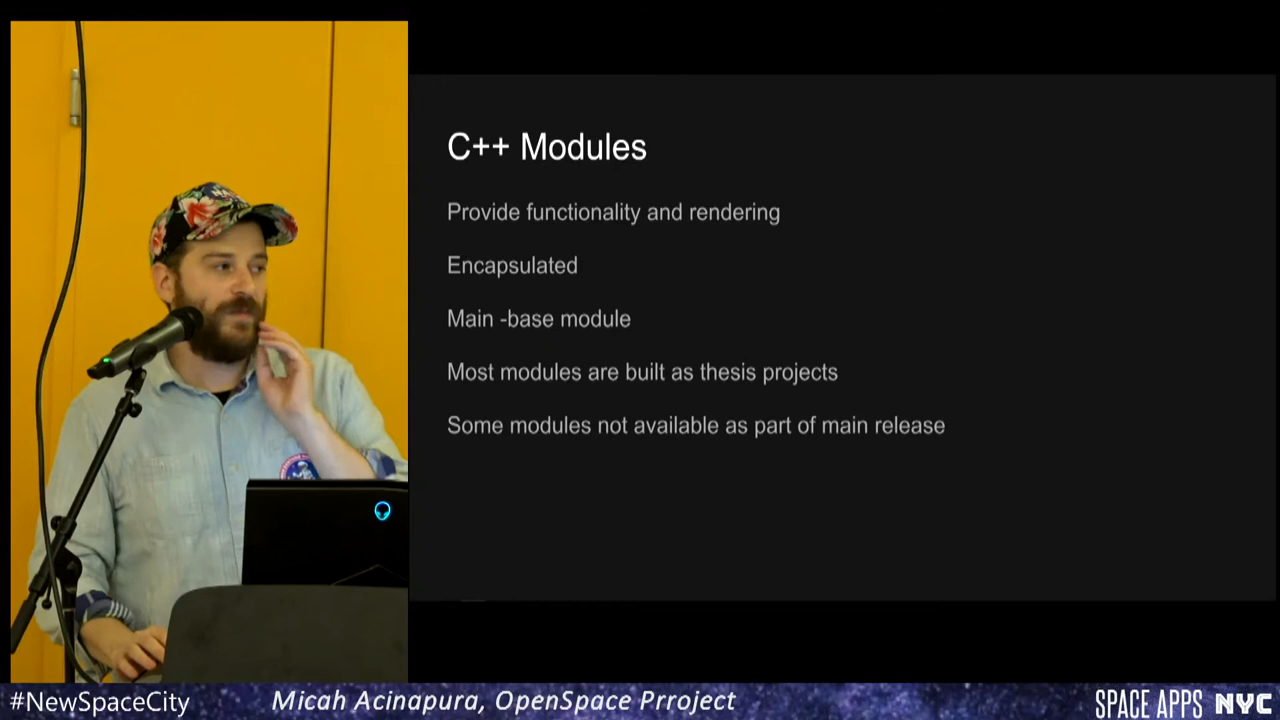 C++ Modules
Provide functionality and rendering
Encapsulated
Main -base module
Most modules are built as thesis projects
Some modules not available as part of main release
#NewSpaceCity
Micah Acinapura, OpenSpace Prroject
SPACE APPS NYC